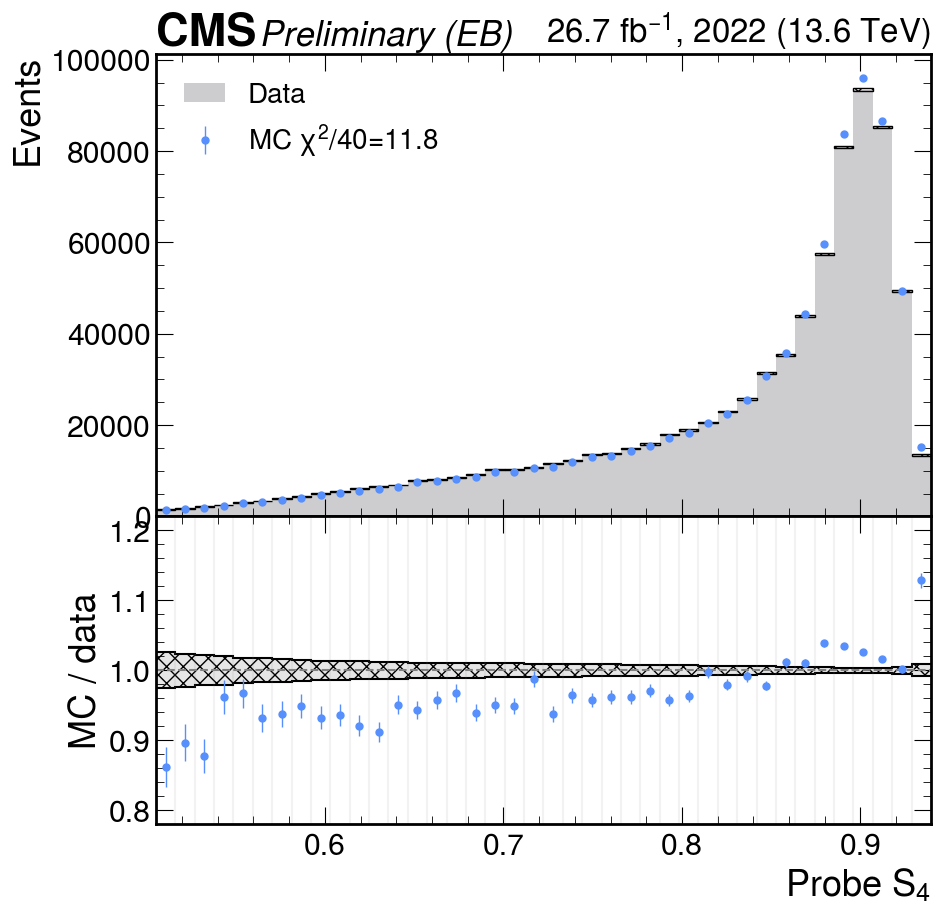 CMS Preliminary (EB) 26.7 fb⁻¹, 2022 (13.6 TeV)
Events
100000
80000
60000
40000
20000
0
Data
MC χ²/40=11.8
MC / data
1.2
1.1
1.0
0.9
0.8
0.6 0.7 0.8 0.9
Probe S₄